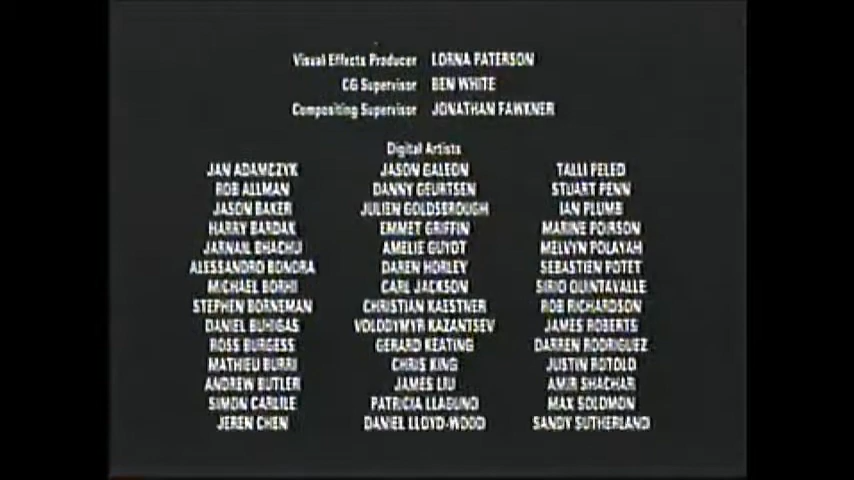 Visual Effects Producer LORNA PATERSON
CG Supervisor BEN WHITE
Compositing Supervisor JONATHAN FAWKNER
Digital Artists
JAN ADAMCZYK JASON GALEON TALLI PELED
ROB ALLMAN DANNY GEURTSEN STUART PENN
JASON BAKER JULIEN GOLDSBROUGH IAN PLUMB
HARRY BARDAK EMMET GRIFFIN MARINE POIRSON
JARNAIL BHACHU AMELIE GUYOT MELVYN POLAYAH
ALESSANDRO BONORA DAREN HORLEY SEBASTIEN POTET
MICHAEL BORHI CARL JACKSON SIRIO QUINTAVALLE
STEPHEN BORNEMAN CHRISTIAN KAESTNER ROB RICHARDSON
DANIEL BUHIGAS VOLODYMYR KAZANTSEV JAMES ROBERTS
ROSS BURGESS GERARD KEATING DARREN RODRIGUEZ
MATHIEU BURRI CHRIS KING JUSTIN ROTOLO
ANDREW BUTLER JAMES LIU AMIR SHACHAR
SIMON CARLILE PATRICIA LLAGUNO MAX SOLOMON
JEREN CHEN DANIEL LLOYD-WOOD SANDY SUTHERLAND